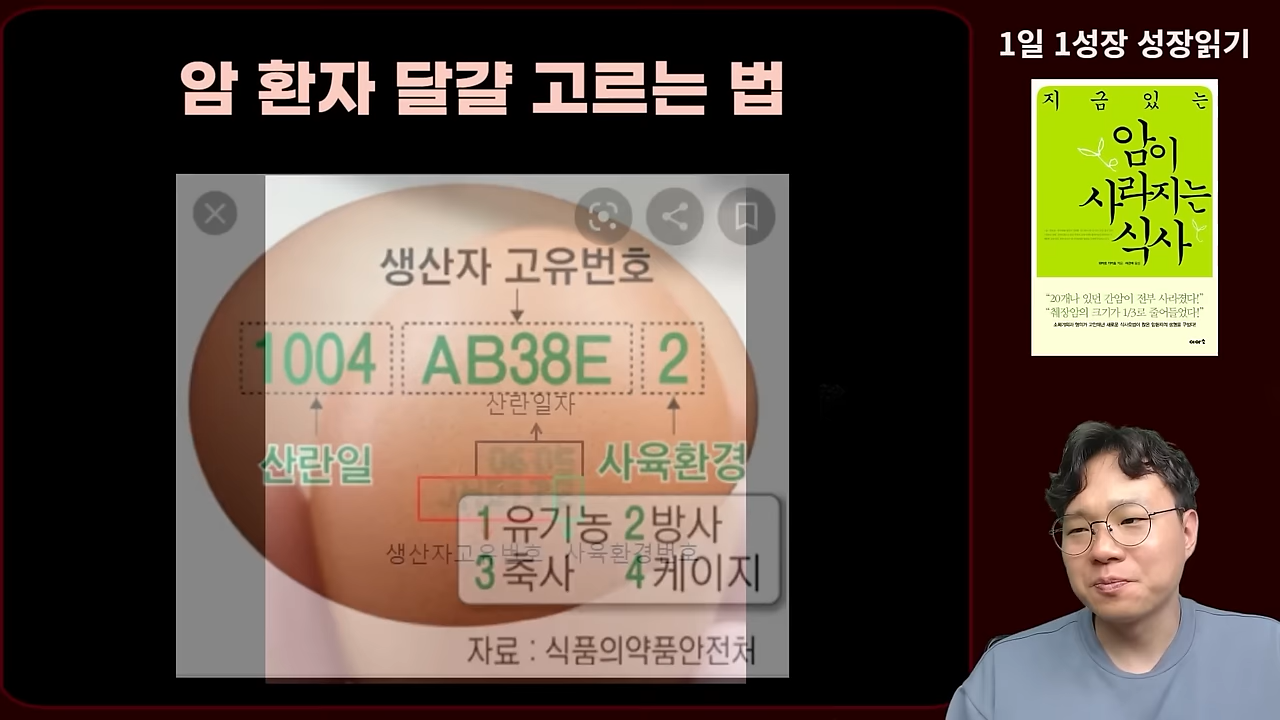 암 환자 달걀 고르는 법
생산자 고유번호
1004 AB38E 2
산란일자
산란일 사육환경
1 유기농 2 방사
생산자고유번호 사육환경번호
3 축사 4 케이지
자료 : 식품의약품안전처
1일 1성장 성장읽기
지금 있는
암이
사라지는
식사
“20개나 있던 간암이 전부 사라졌다!”
“췌장암의 크기가 1/3로 줄어들었다!”